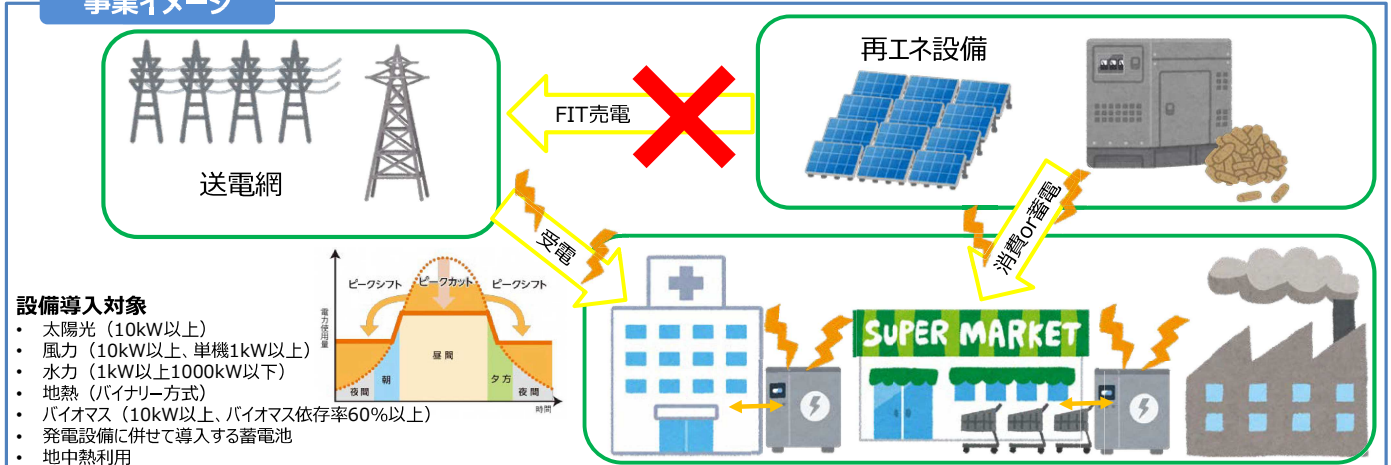 事業イメージ
再エネ設備
FIT売電
送電網
受電
消費or蓄電
ピークシフト
ピークカット
ピークシフト
電力使用量
昼間
朝
夕方
夜間
夜間
時間
設備導入対象
• 太陽光（10kW以上）
• 風力（10kW以上、単機1kW以上）
• 水力（1kW以上1000kW以下）
• 地熱（バイナリー方式）
• バイオマス（10kW以上、バイオマス依存率60%以上）
• 発電設備に併せて導入する蓄電池
• 地中熱利用
SUPER MARKET